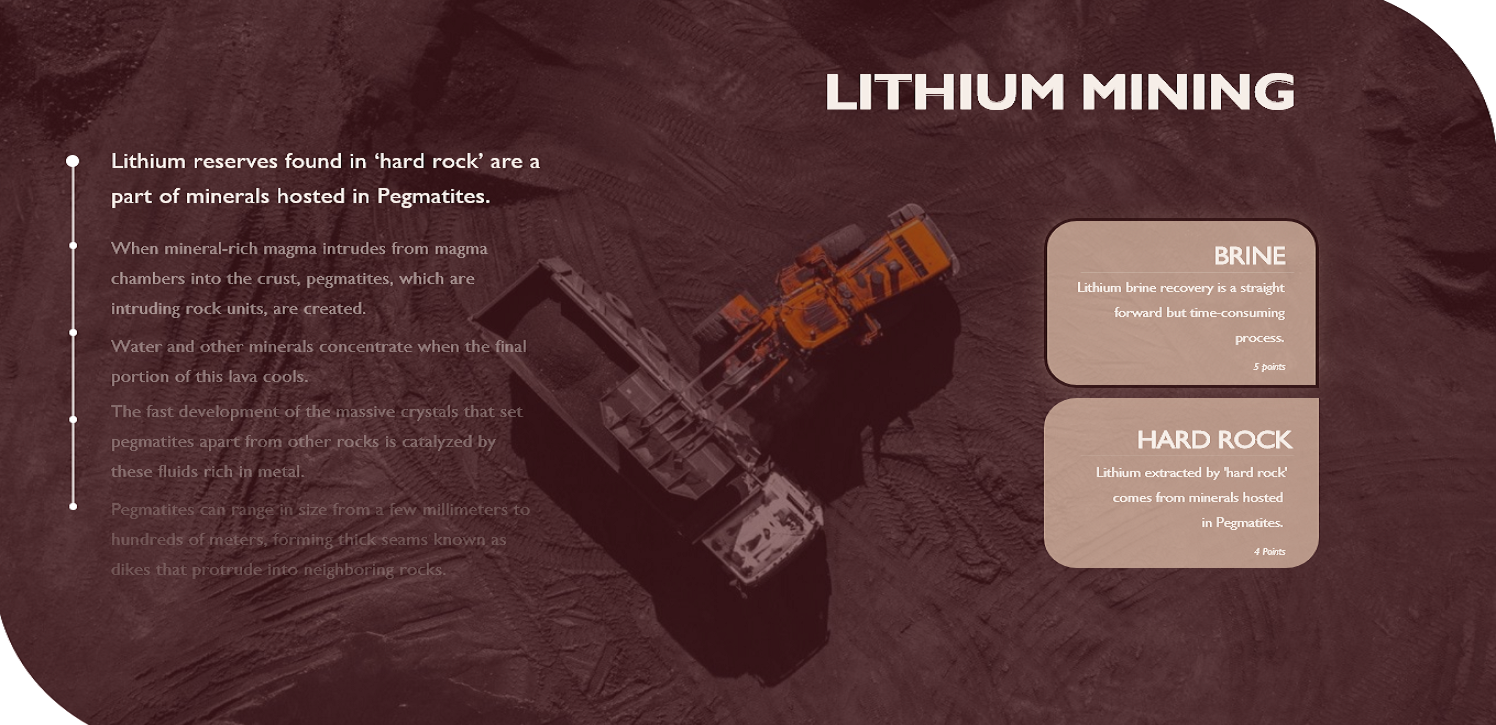 LITHIUM MINING
Lithium reserves found in ‘hard rock’ are a
part of minerals hosted in Pegmatites.
When mineral-rich magma intrudes from magma
chambers into the crust, pegmatites, which are
intruding rock units, are created.
Water and other minerals concentrate when the final
portion of this lava cools.
The fast development of the massive crystals that set
pegmatites apart from other rocks is catalyzed by
these fluids rich in metal.
Pegmatites can range in size from a few millimeters to
hundreds of meters, forming thick seams known as
dikes that protrude into neighboring rocks.
BRINE
Lithium brine recovery is a straight
forward but time-consuming
process.
5 points
HARD ROCK
Lithium extracted by 'hard rock'
comes from minerals hosted
in Pegmatites.
4 Points